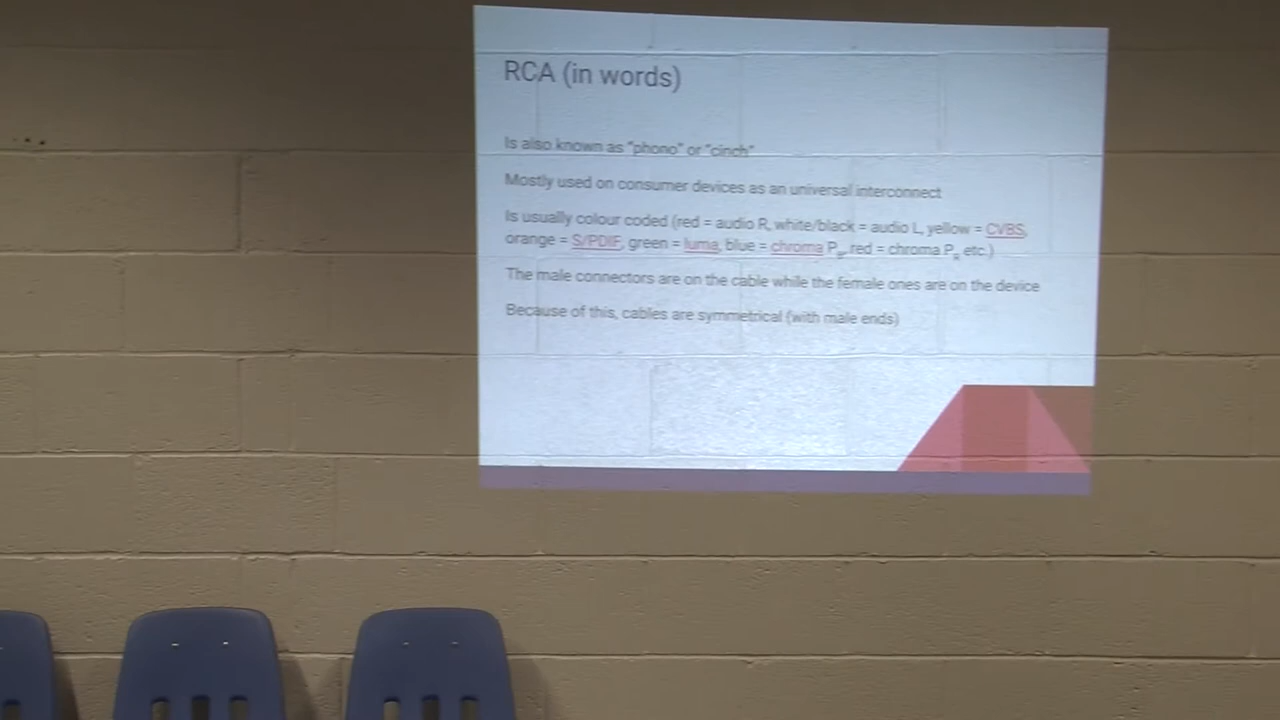 RCA (in words)
Is also known as "phono" or "cinch"
Mostly used on consumer devices as an universal interconnect
Is usually colour coded (red = audio R, white/black = audio L, yellow = CVBS,
orange = S/PDIF, green = luma, blue = chroma P, red = chroma P etc.)
The male connectors are on the cable while the female ones are on the device
Because of this, cables are symmetrical (with male ends)